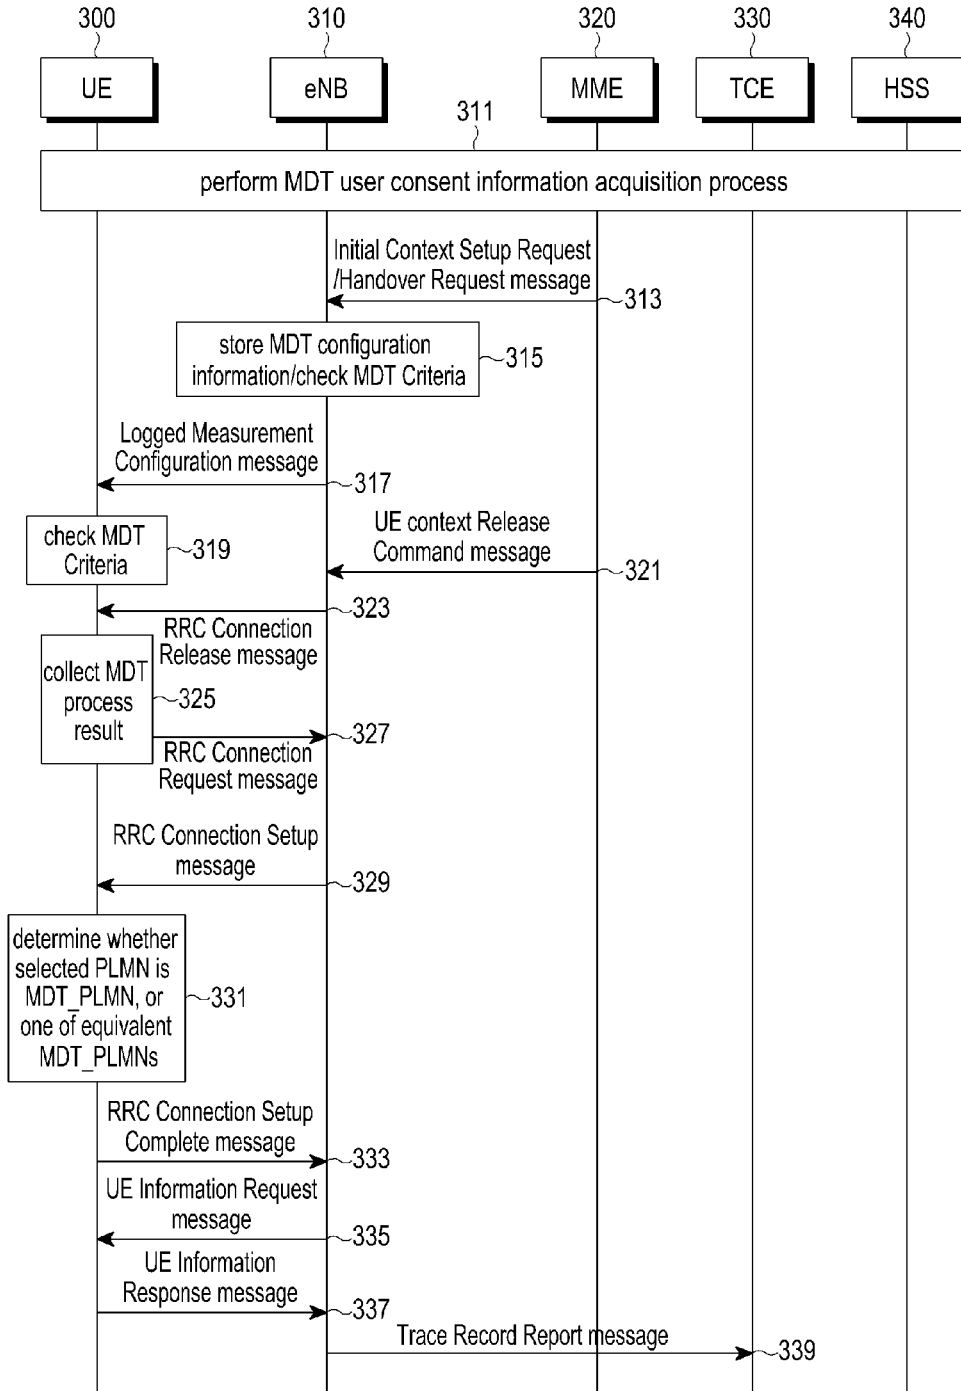 300 310 320 330 340
UE eNB MME TCE HSS
311
perform MDT user consent information acquisition process
Initial Context Setup Request
/Handover Request message
313
store MDT configuration
information/check MDT Criteria
315
Logged Measurement
Configuration message
317
check MDT
Criteria
319
UE context Release
Command message
321
323
RRC Connection
Release message
collect MDT
process
result
325
327
RRC Connection
Request message
RRC Connection Setup
message
329
determine whether
selected PLMN is
MDT_PLMN, or
one of equivalent
MDT_PLMNs
331
RRC Connection Setup
Complete message
333
UE Information Request
message
335
UE Information
Response message
337
Trace Record Report message
339